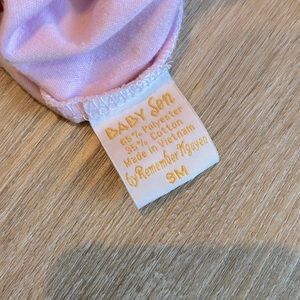 BABY Sen
65% Polyester
35% Cotton
Made in Vietnam
by Remember Nguyen
9M